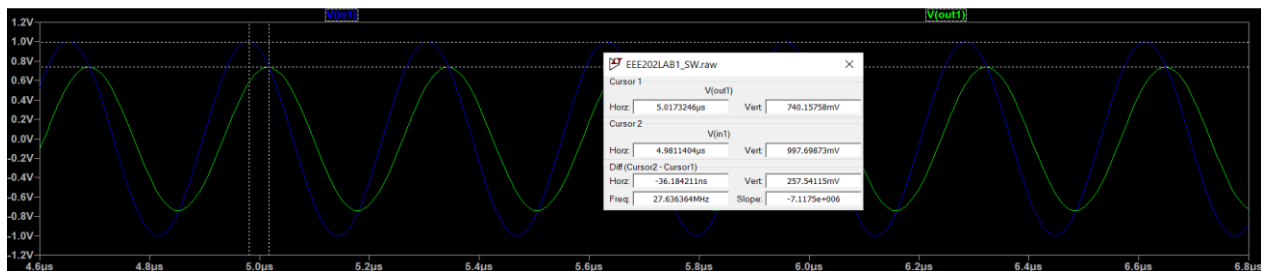 V(in1) V(out1)
1.2V
1.0V
0.8V
0.6V
0.4V
0.2V
0.0V
-0.2V
-0.4V
-0.6V
-0.8V
-1.0V
-1.2V
EEE202LAB1_SW.raw
Cursor 1
V(out1)
Horz: 5.0173246µs Vert: 740.15758mV
Cursor 2
V(in1)
Horz: 4.9811404µs Vert: 997.69873mV
Diff (Cursor2 - Cursor1)
Horz: -36.184211ns Vert: 257.54115mV
Freq: 27.636364MHz Slope: -7.1175e+006
4.6µs 4.8µs 5.0µs 5.2µs 5.4µs 5.6µs 5.8µs 6.0µs 6.2µs 6.4µs 6.6µs 6.8µs